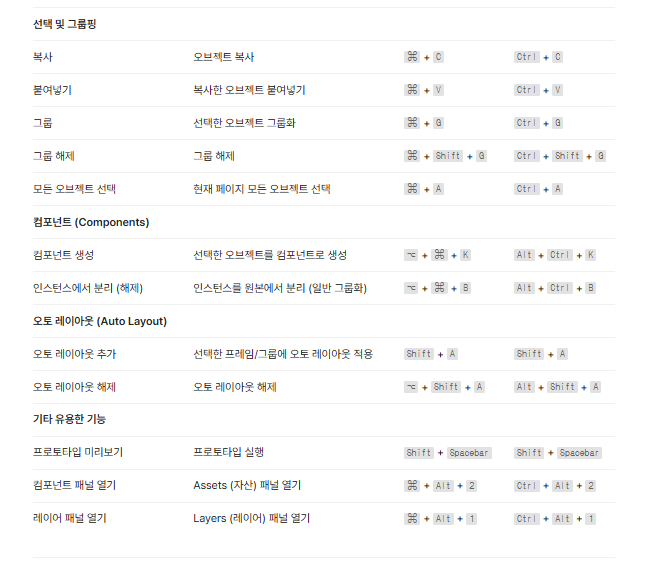 선택 및 그룹핑
복사 오브젝트 복사 ⌘ + C Ctrl + C
붙여넣기 복사한 오브젝트 붙여넣기 ⌘ + V Ctrl + V
그룹 선택한 오브젝트 그룹화 ⌘ + G Ctrl + G
그룹 해제 그룹 해제 ⌘ + Shift + G Ctrl + Shift + G
모든 오브젝트 선택 현재 페이지 모든 오브젝트 선택 ⌘ + A Ctrl + A
컴포넌트 (Components)
컴포넌트 생성 선택한 오브젝트를 컴포넌트로 생성 ⌥ + ⌘ + K Alt + Ctrl + K
인스턴스에서 분리 (해제) 인스턴스를 원본에서 분리 (일반 그룹화) ⌥ + ⌘ + B Alt + Ctrl + B
오토 레이아웃 (Auto Layout)
오토 레이아웃 추가 선택한 프레임/그룹에 오토 레이아웃 적용 Shift + A Shift + A
오토 레이아웃 해제 오토 레이아웃 해제 ⌥ + Shift + A Alt + Shift + A
기타 유용한 기능
프로토타입 미리보기 프로토타입 실행 Shift + Spacebar Shift + Spacebar
컴포넌트 패널 열기 Assets (자산) 패널 열기 ⌘ + Alt + 2 Ctrl + Alt + 2
레이어 패널 열기 Layers (레이어) 패널 열기 ⌘ + Alt + 1 Ctrl + Alt + 1